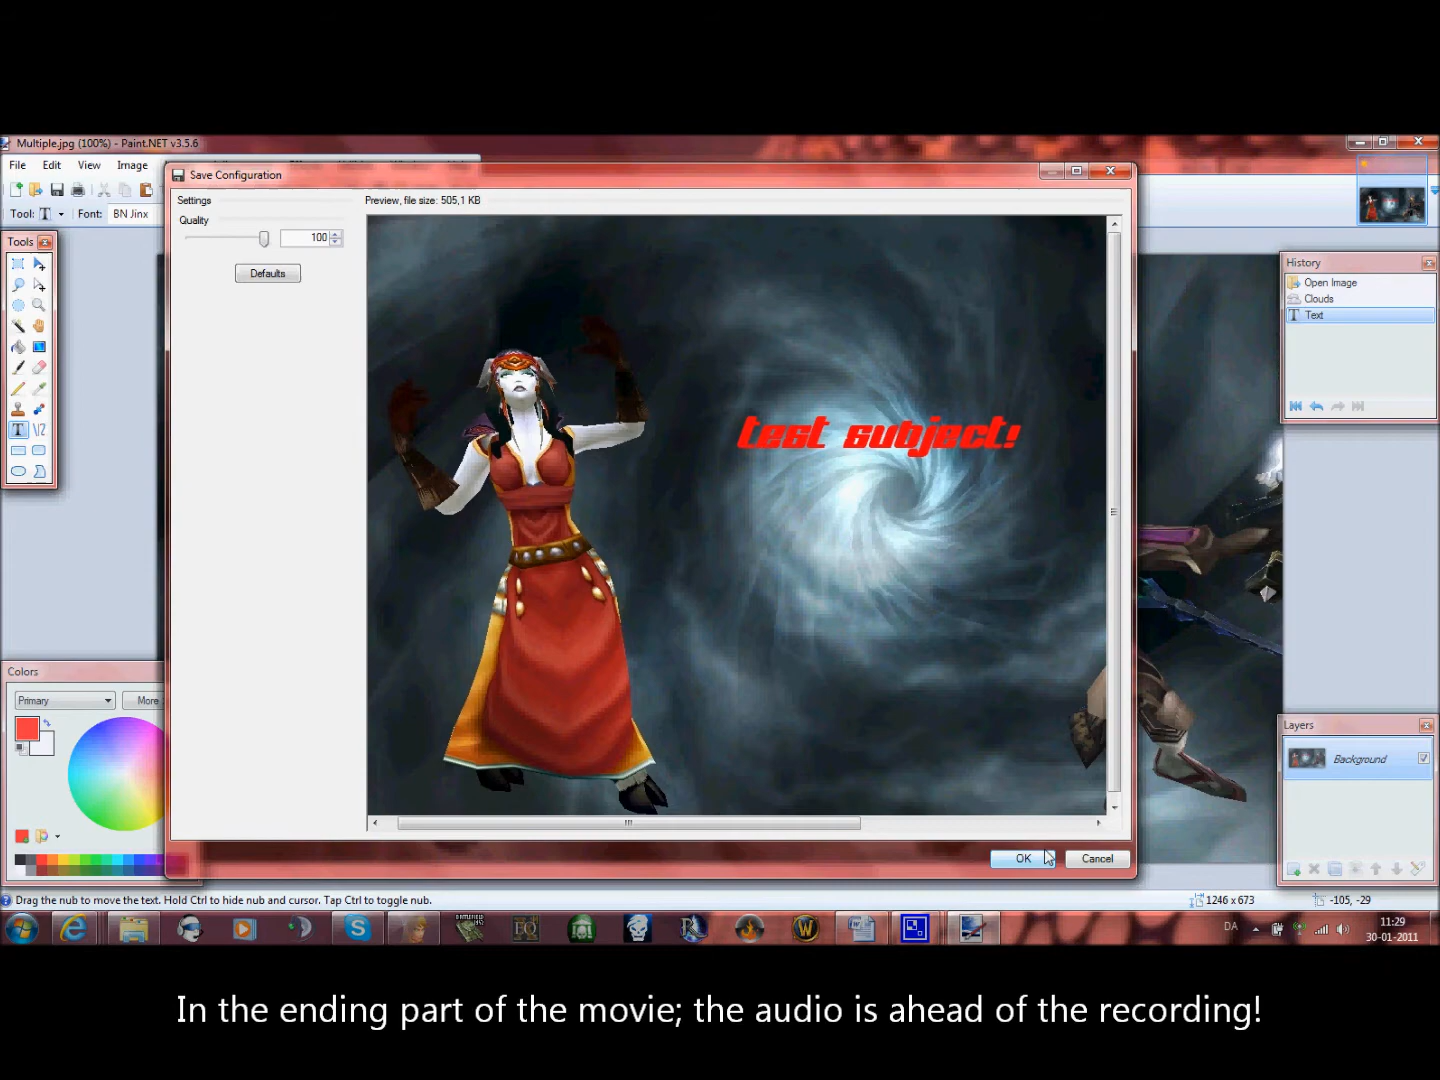 Multiple.jpg (100%) - Paint.NET v3.5.6
File Edit View Image
Save Configuration
Tool: T Font: BN Jinx
Settings
Preview, file size: 505,1 KB
Quality
100
Defaults
Tools
History
Open Image
Clouds
T Text
test subject!
Colors
Primary
More
Layers
Background
OK
Cancel
Drag the nub to move the text. Hold Ctrl to hide nub and cursor. Tap Ctrl to toggle nub.
1246 x 673
-105, -29
DA
11:29
30-01-2011
In the ending part of the movie; the audio is ahead of the recording!